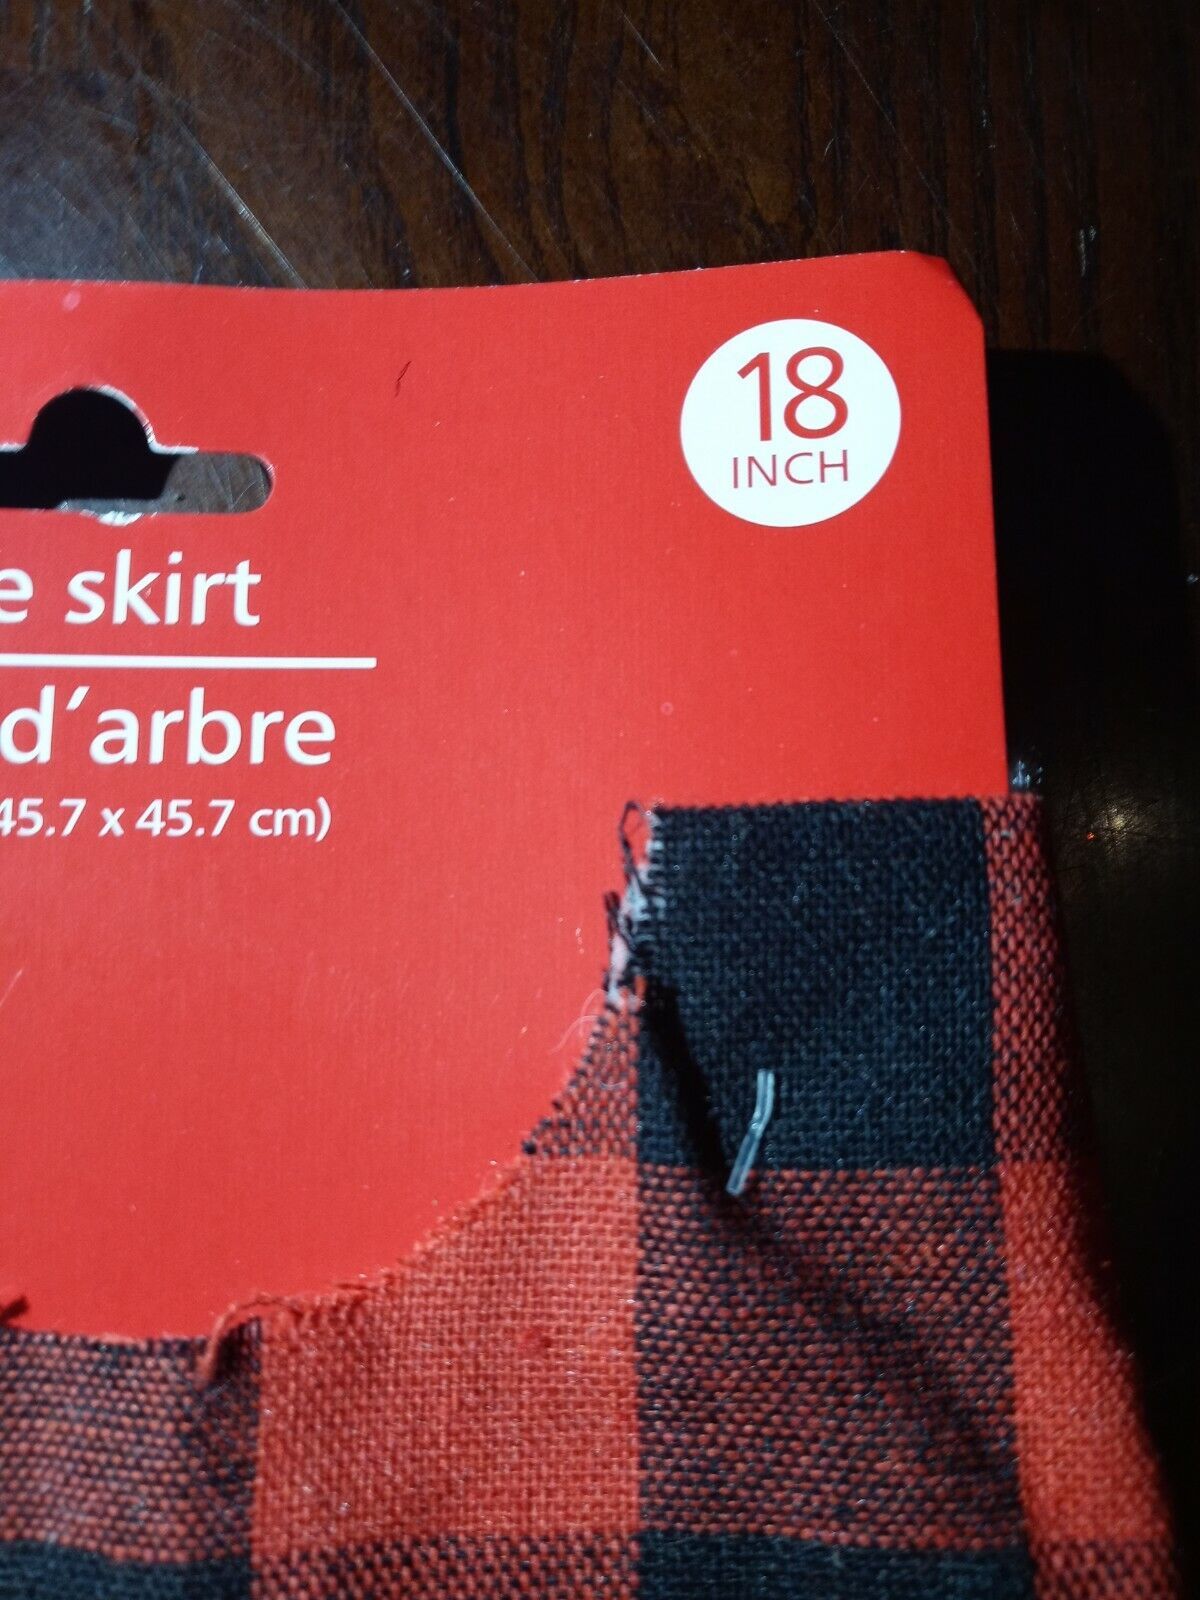 18
INCH
skirt
d'arbre
45.7 x 45.7 cm)